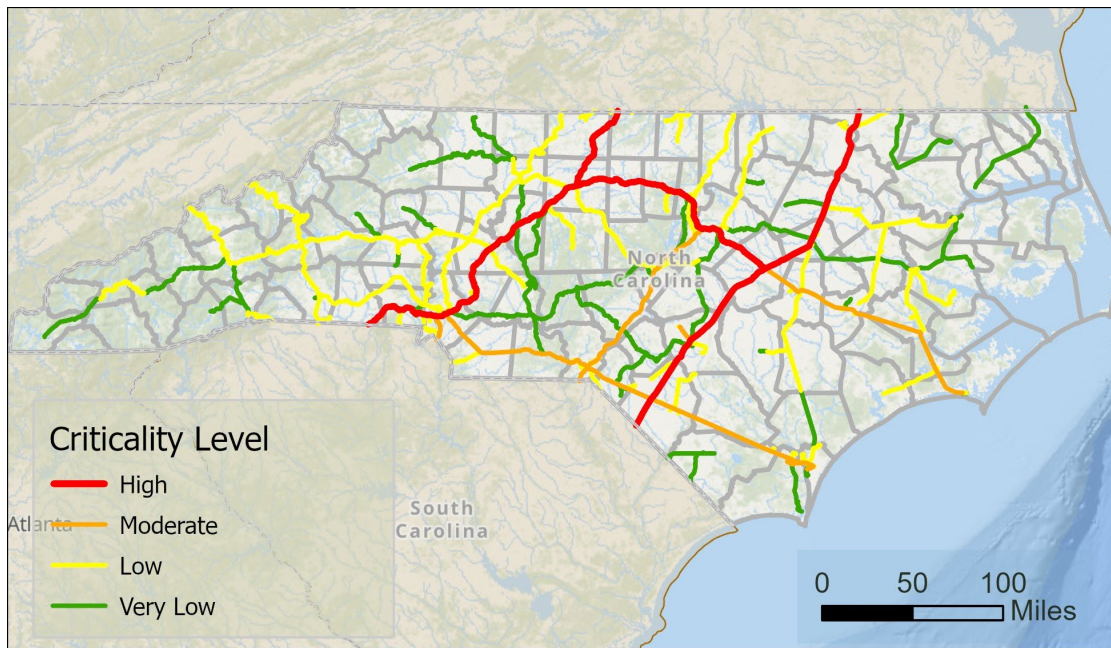 North
Carolina
Criticality Level
High
Moderate
Low
Very Low
Atlanta
South
Carolina
0 50 100
Miles